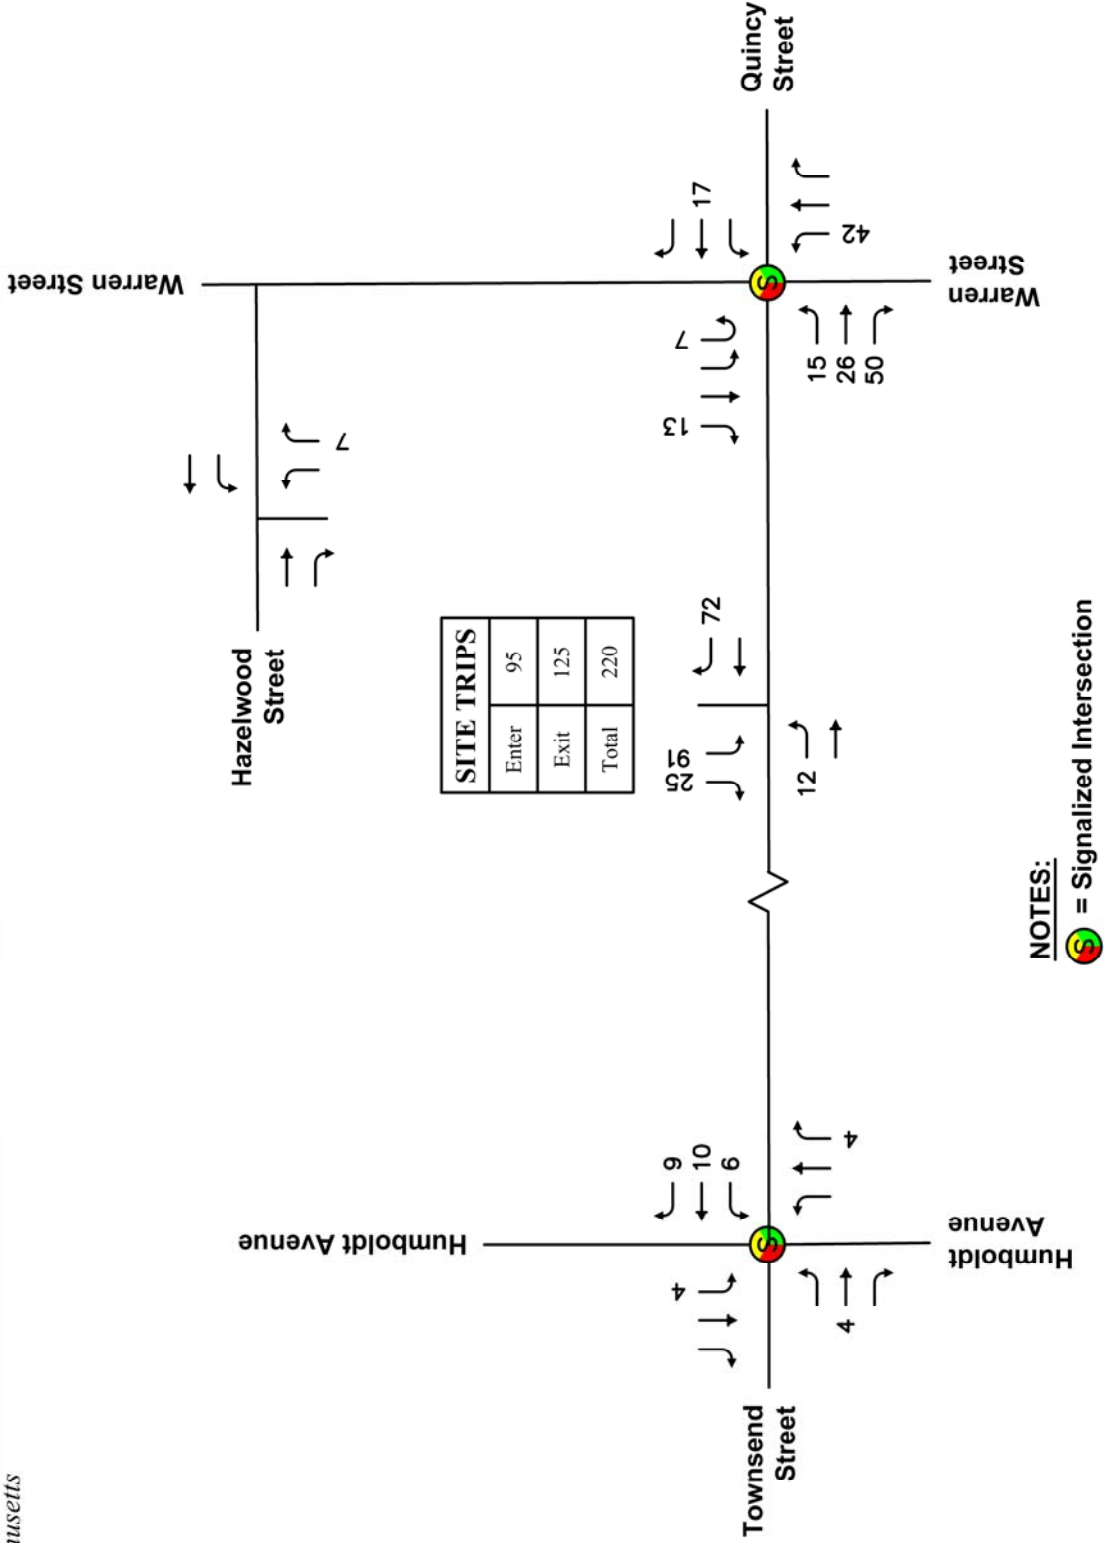 usetts
Warren Street
Hazelwood
Street
7
Humboldt Avenue
SITE TRIPS
Enter 95
Exit 125
Total 220
4
9
10
6
25
91
72
13
7
17
Townsend
Street
S
S
Quincy
Street
4
4
12
15
26
50
42
Humboldt
Avenue
Warren
Street
NOTES:
S = Signalized Intersection